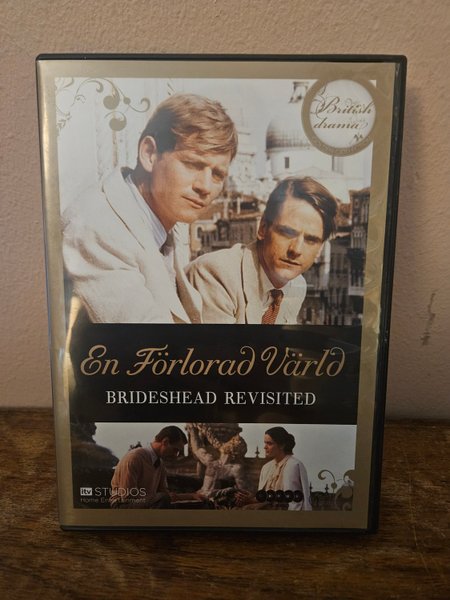 British
drama
En Förlorad Värld
BRIDESHEAD REVISITED
itv STUDIOS
Home Entertainment